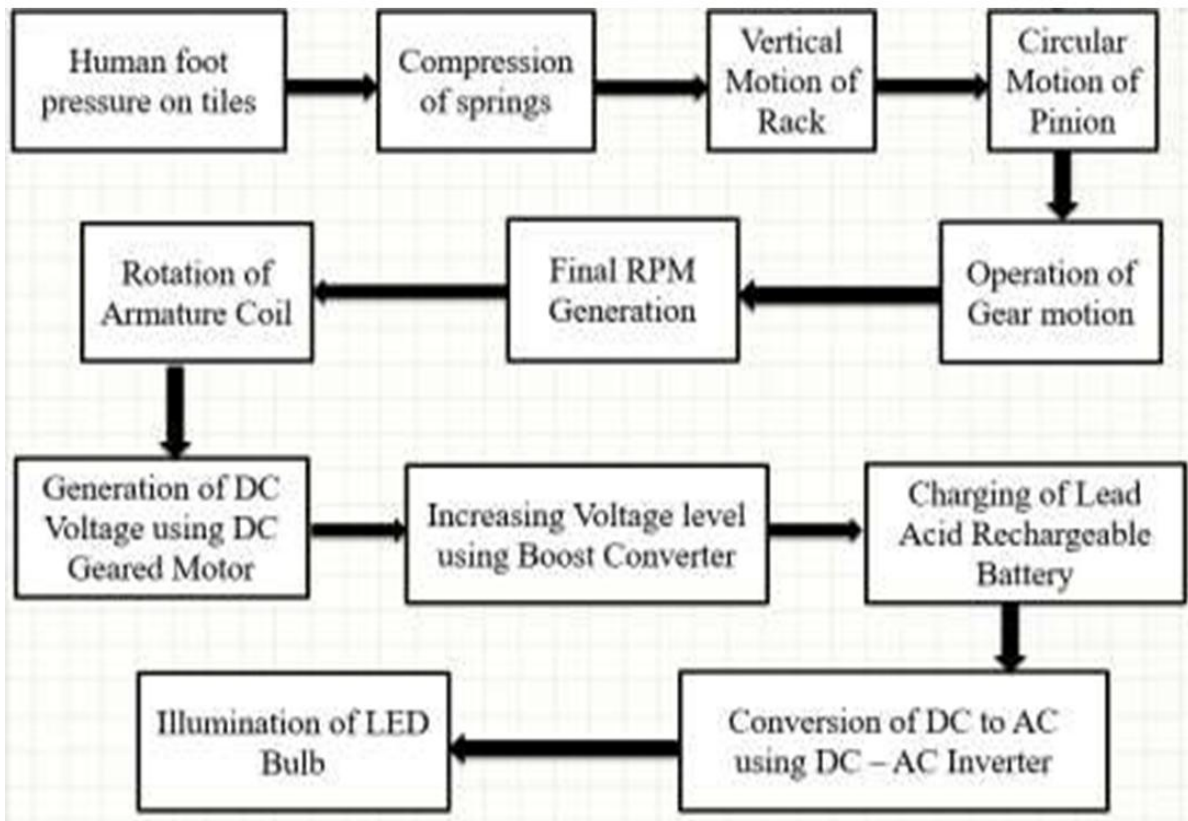 Human foot
pressure on tiles
Compression
of springs
Vertical
Motion of
Rack
Circular
Motion of
Pinion
Operation of
Gear motion
Final RPM
Generation
Rotation of
Armature Coil
Generation of DC
Voltage using DC
Geared Motor
Increasing Voltage level
using Boost Converter
Charging of Lead
Acid Rechargeable
Battery
Conversion of DC to AC
using DC – AC Inverter
Illumination of LED
Bulb